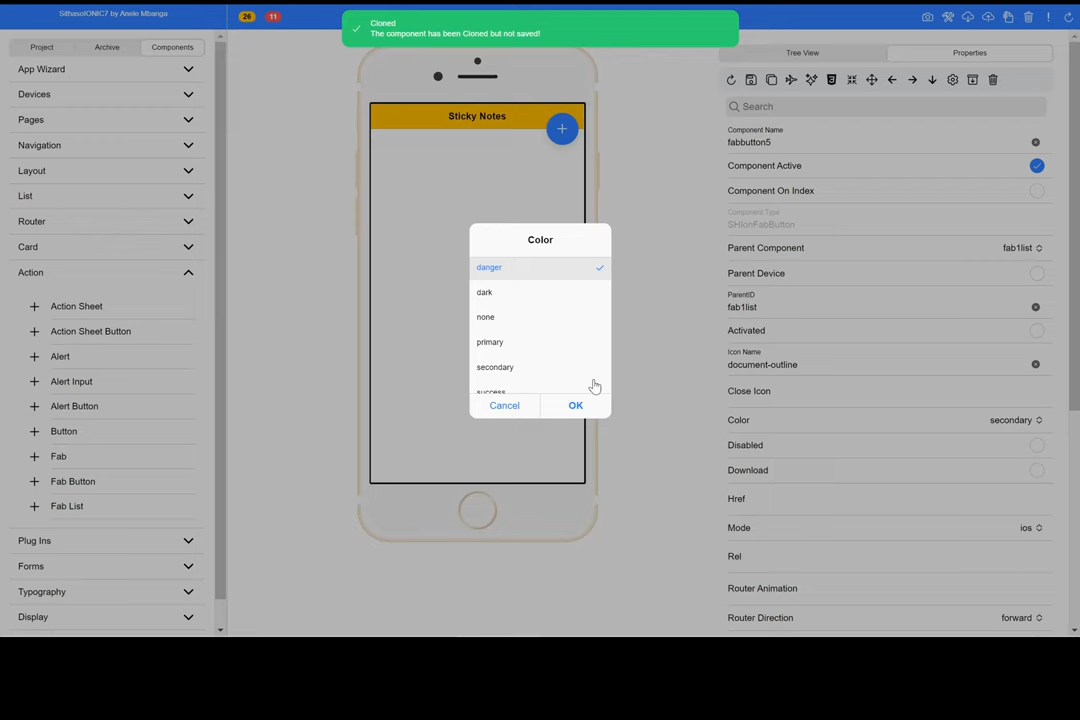 SithasoIONIC7 by Anele Mbanga
26
11
Cloned
The component has been Cloned but not saved!
Project
Archive
Components
App Wizard
Devices
Pages
Navigation
Layout
List
Router
Card
Action
Action Sheet
Action Sheet Button
Alert
Alert Input
Alert Button
Button
Fab
Fab Button
Fab List
Plug Ins
Forms
Typography
Display
Sticky Notes
Color
danger
dark
none
primary
secondary
success
Cancel
OK
Tree View
Properties
Search
Component Name
fabbutton5
Component Active
Component On Index
Component Type
SHIonFabButton
Parent Component
fab1list
Parent Device
ParentID
fab1list
Activated
Icon Name
document-outline
Close Icon
Color
secondary
Disabled
Download
Href
Mode
ios
Rel
Router Animation
Router Direction
forward